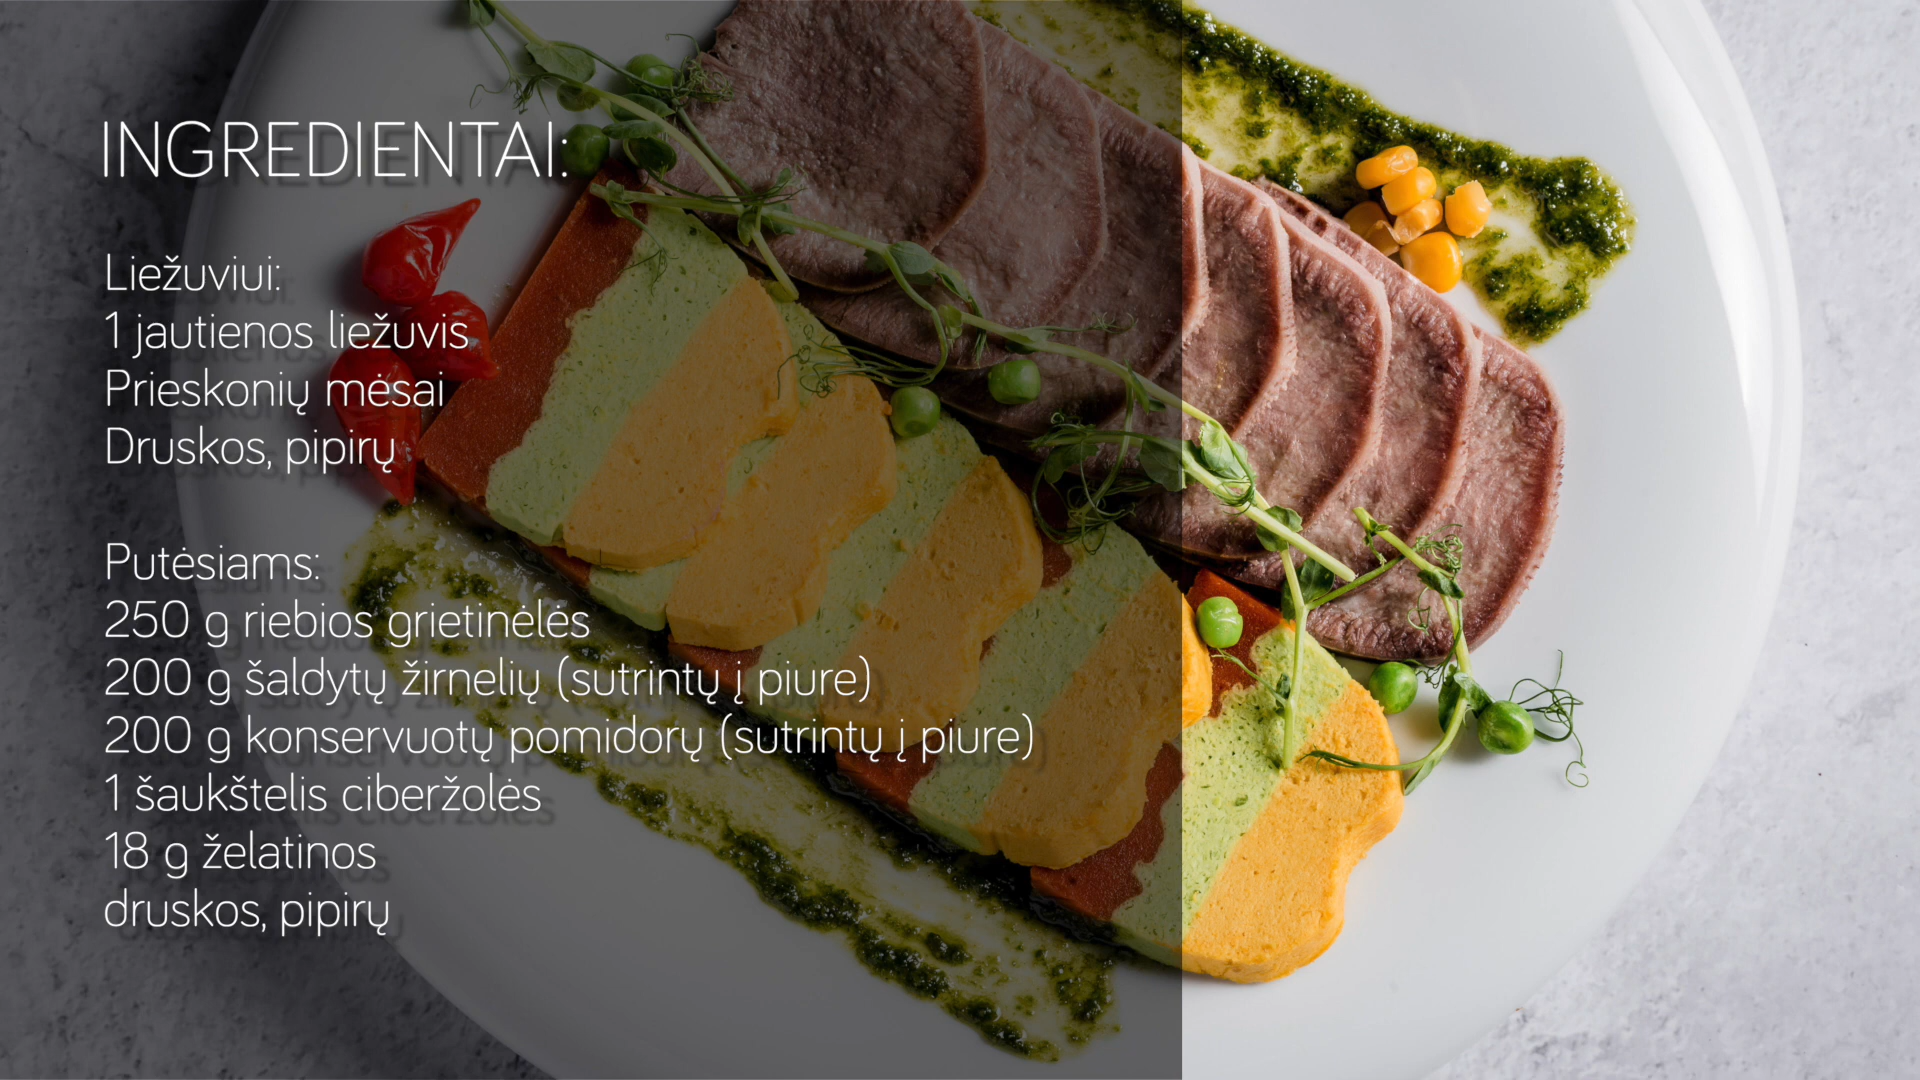 INGREDIENTAI:
Liežuviui:
1 jautienos liežuvis
Prieskonių mėsai
Druskos, pipirų
Putėsiams:
250 g riebios grietinėlės
200 g šaldytų žirnelių (sutrintų į piure)
200 g konservuotų pomidorų (sutrintų į piure)
1 šaukštelis ciberžolės
18 g želatinos
druskos, pipirų